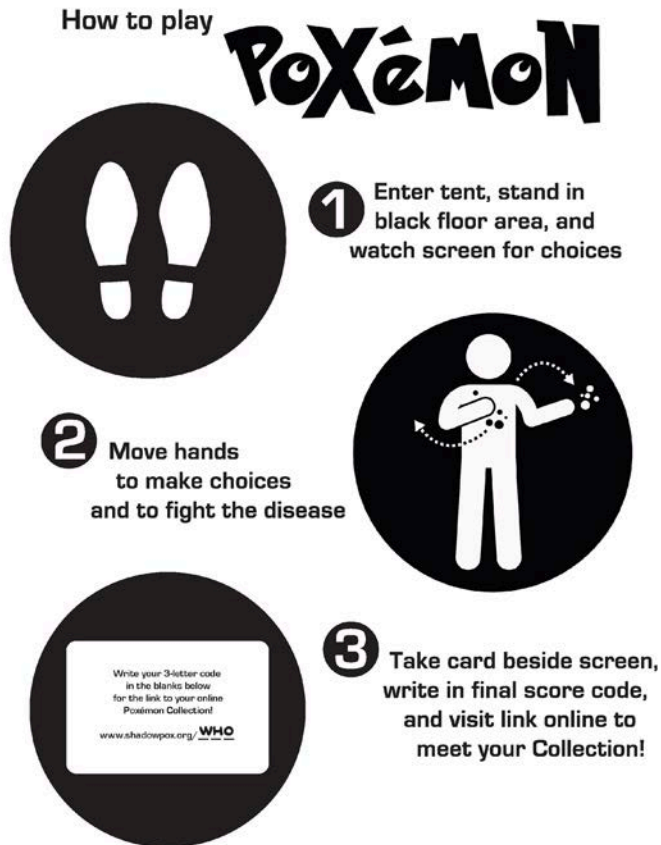 How to play
PoXéMoN
1 Enter tent, stand in
black floor area, and
watch screen for choices
2 Move hands
to make choices
and to fight the disease
Write your 3-letter code
in the blanks below
for the link to your online
Poxémon Collection!
www.shadowpox.org/WHO
3 Take card beside screen,
write in final score code,
and visit link online to
meet your Collection!